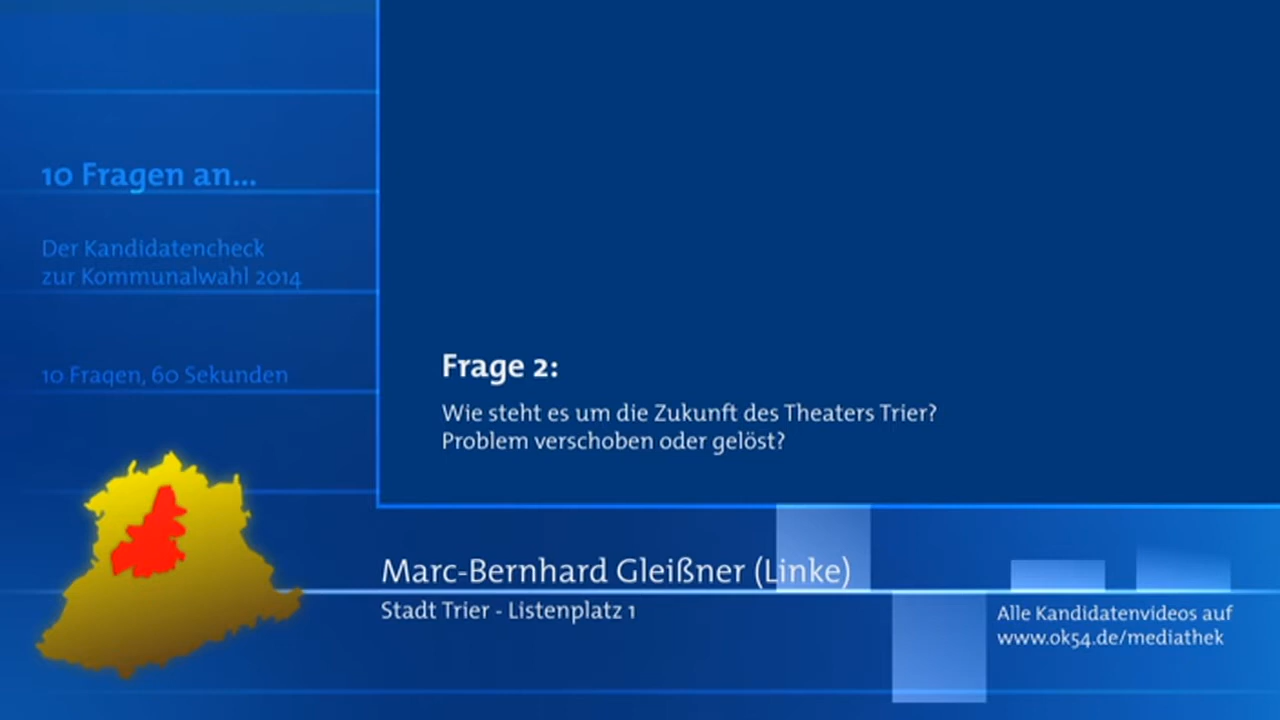 10 Fragen an...
Der Kandidatencheck
zur Kommunalwahl 2014
10 Fragen, 60 Sekunden
Frage 2:
Wie steht es um die Zukunft des Theaters Trier?
Problem verschoben oder gelöst?
Marc-Bernhard Gleißner (Linke)
Stadt Trier - Listenplatz 1
Alle Kandidatenvideos auf
www.ok54.de/mediathek